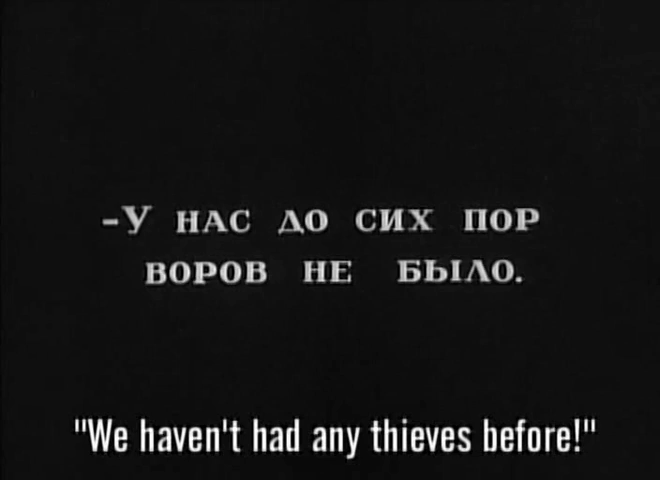 -У НАС ДО СИХ ПОР
ВОРОВ НЕ БЫЛО.
"We haven't had any thieves before!"